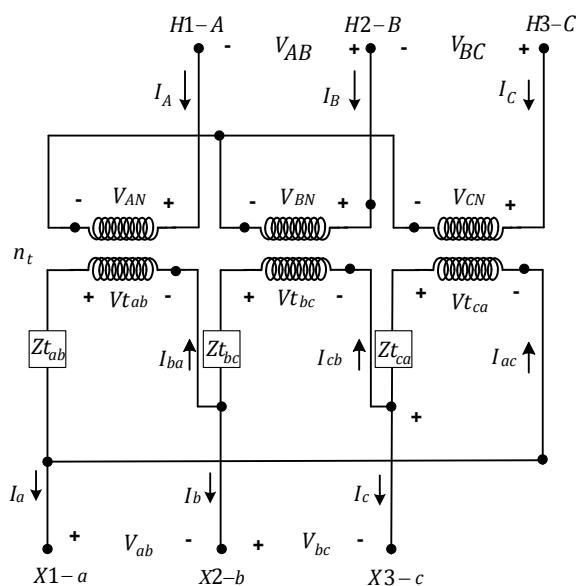 H1-A H2-B H3-C
- V_AB + - V_BC +
I_A I_B I_C
- V_AN + - V_BN + - V_CN +
n_t
+ Vt_ab - + Vt_bc - + Vt_ca -
Zt_ab I_ba Zt_bc I_cb Zt_ca I_ac
+
I_a I_b I_c
+ V_ab - + V_bc -
X1-a X2-b X3-c